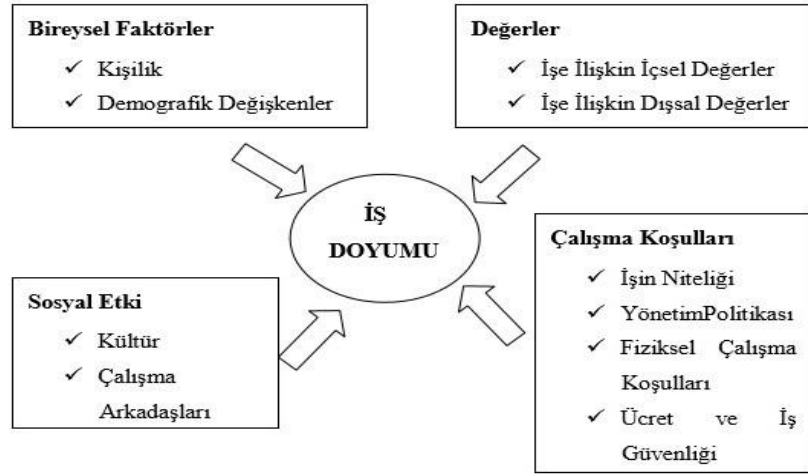 Bireysel Faktörler
✓ Kişilik
✓ Demografik Değişkenler
Değerler
✓ İşe İlişkin İçsel Değerler
✓ İşe İlişkin Dışsal Değerler
İŞ
DOYUMU
Sosyal Etki
✓ Kültür
✓ Çalışma
Arkadaşları
Çalışma Koşulları
✓ İşin Niteliği
✓ YönetimPolitikası
✓ Fiziksel Çalışma
Koşulları
✓ Ücret ve İş
Güvenliği